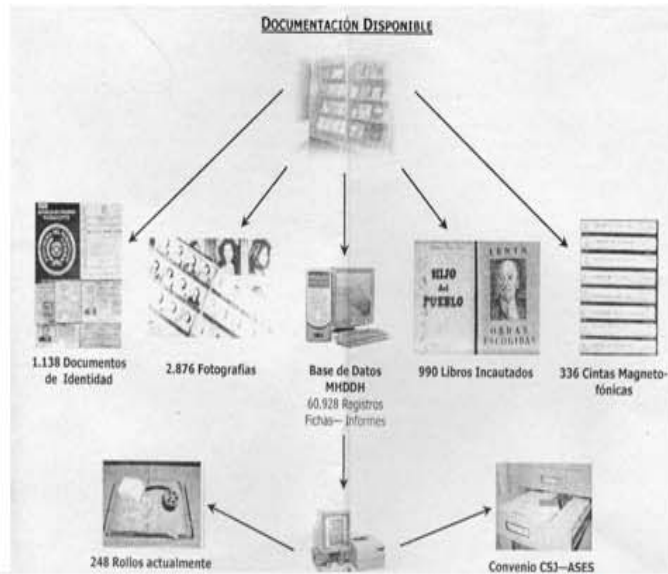 DOCUMENTACIÓN DISPONIBLE
HIJO
del
PUEBLO
LENIN
OBRAS
ESCOGIDAS
1.138 Documentos
de Identidad
2.876 Fotografias
Base de Datos
MHDDH
60.928 Registros
Fichas— Informes
990 Libros Incautados
336 Cintas Magneto-
fónicas
248 Rollos actualmente
Convenio CSJ—ASES